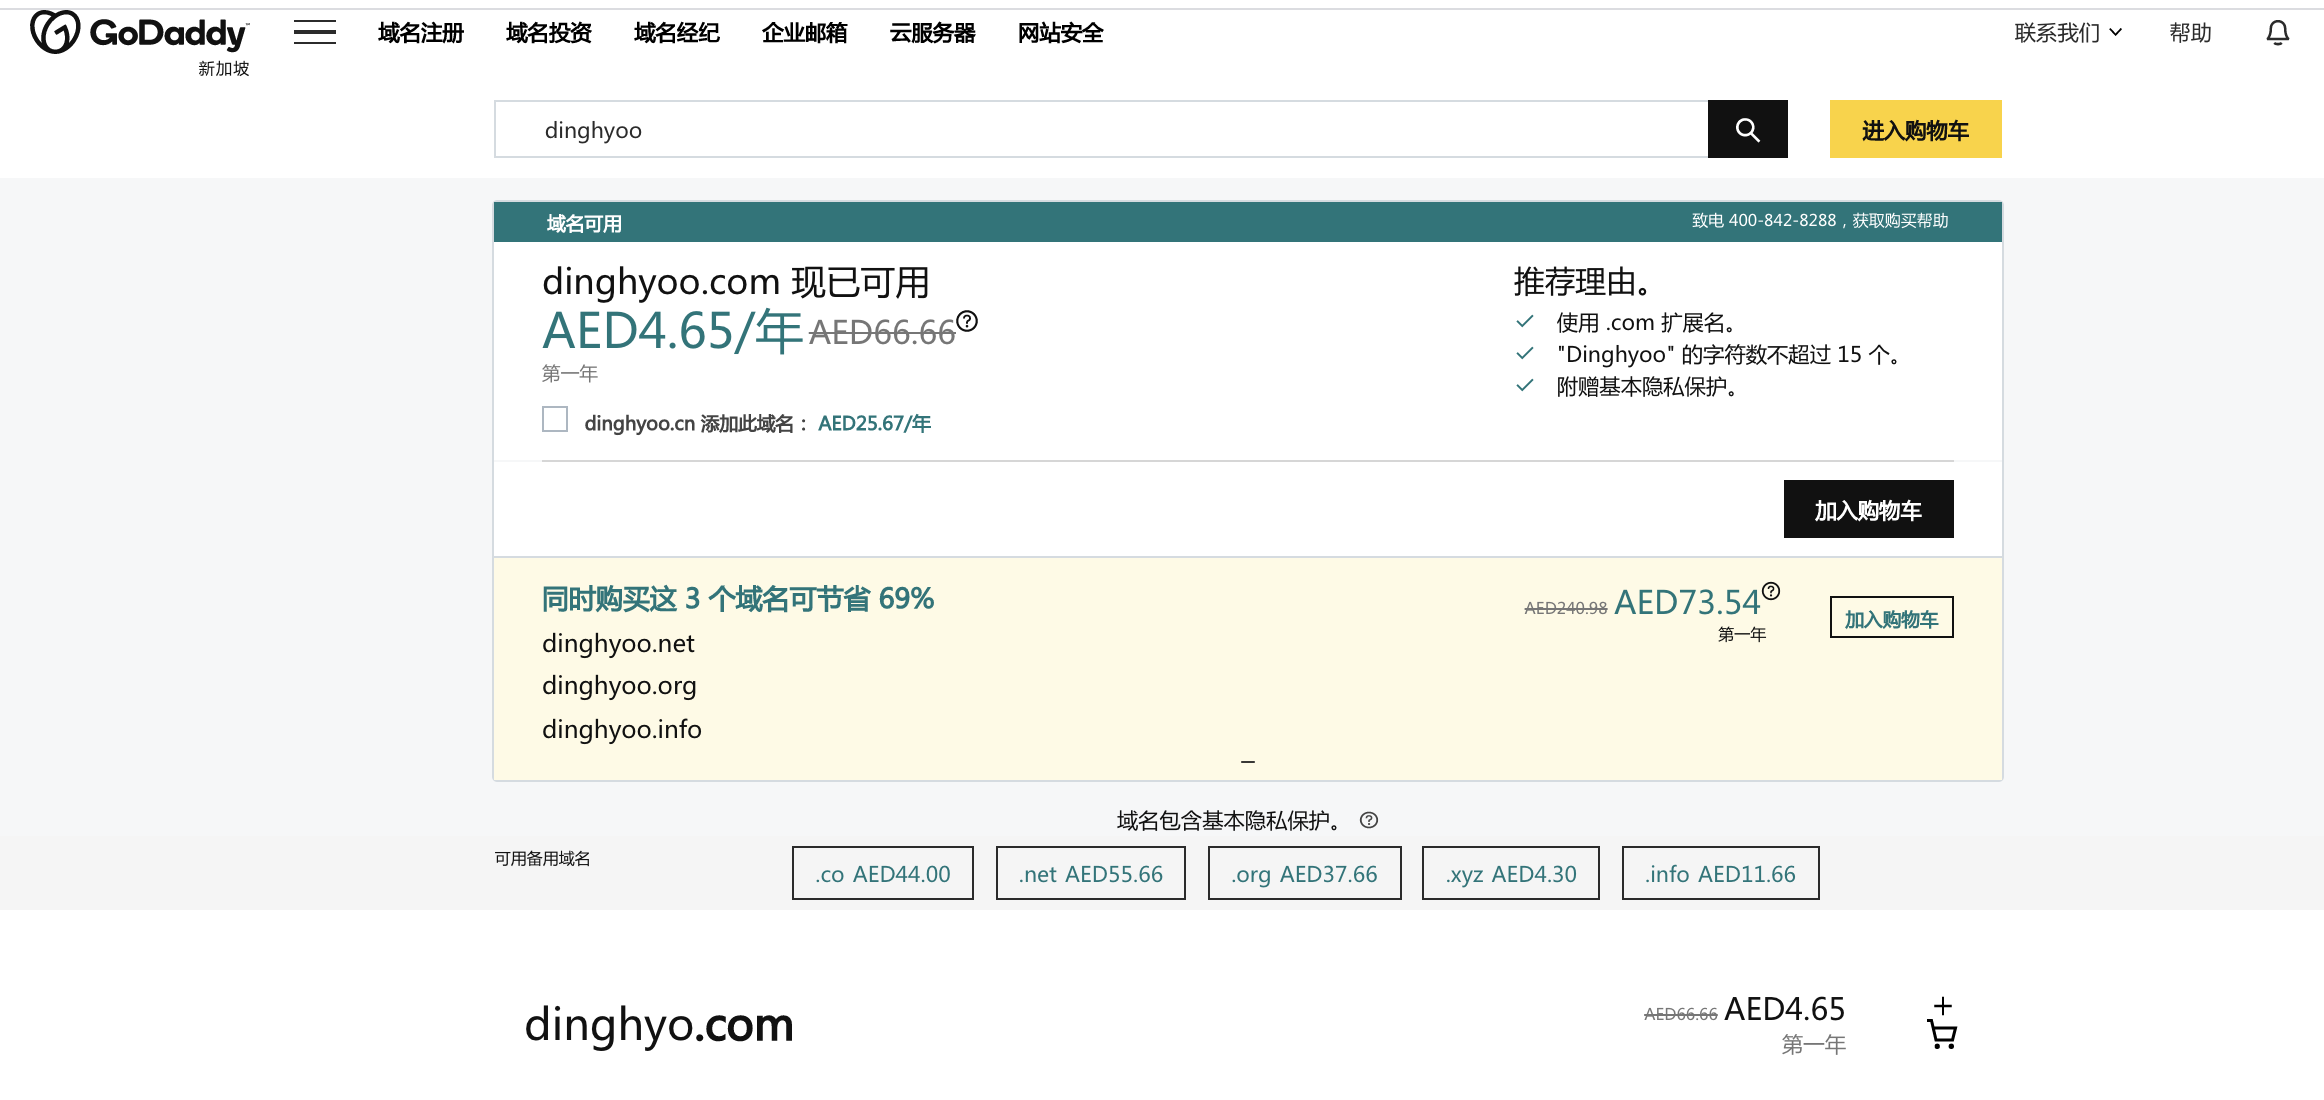 GoDaddy
新加坡
域名注册 域名投资 域名经纪 企业邮箱 云服务器 网站安全
联系我们 帮助
dinghyoo
进入购物车
域名可用
致电 400-842-8288，获取购买帮助
dinghyoo.com 现已可用
AED4.65/年 AED66.66
第一年
dinghyoo.cn 添加此域名： AED25.67/年
推荐理由。
使用 .com 扩展名。
"Dinghyoo" 的字符数不超过 15 个。
附赠基本隐私保护。
加入购物车
同时购买这 3 个域名可节省 69%
dinghyoo.net
dinghyoo.org
dinghyoo.info
AED240.98 AED73.54
第一年
加入购物车
域名包含基本隐私保护。
可用备用域名
.co AED44.00
.net AED55.66
.org AED37.66
.xyz AED4.30
.info AED11.66
dinghyo.com
AED66.66 AED4.65
第一年